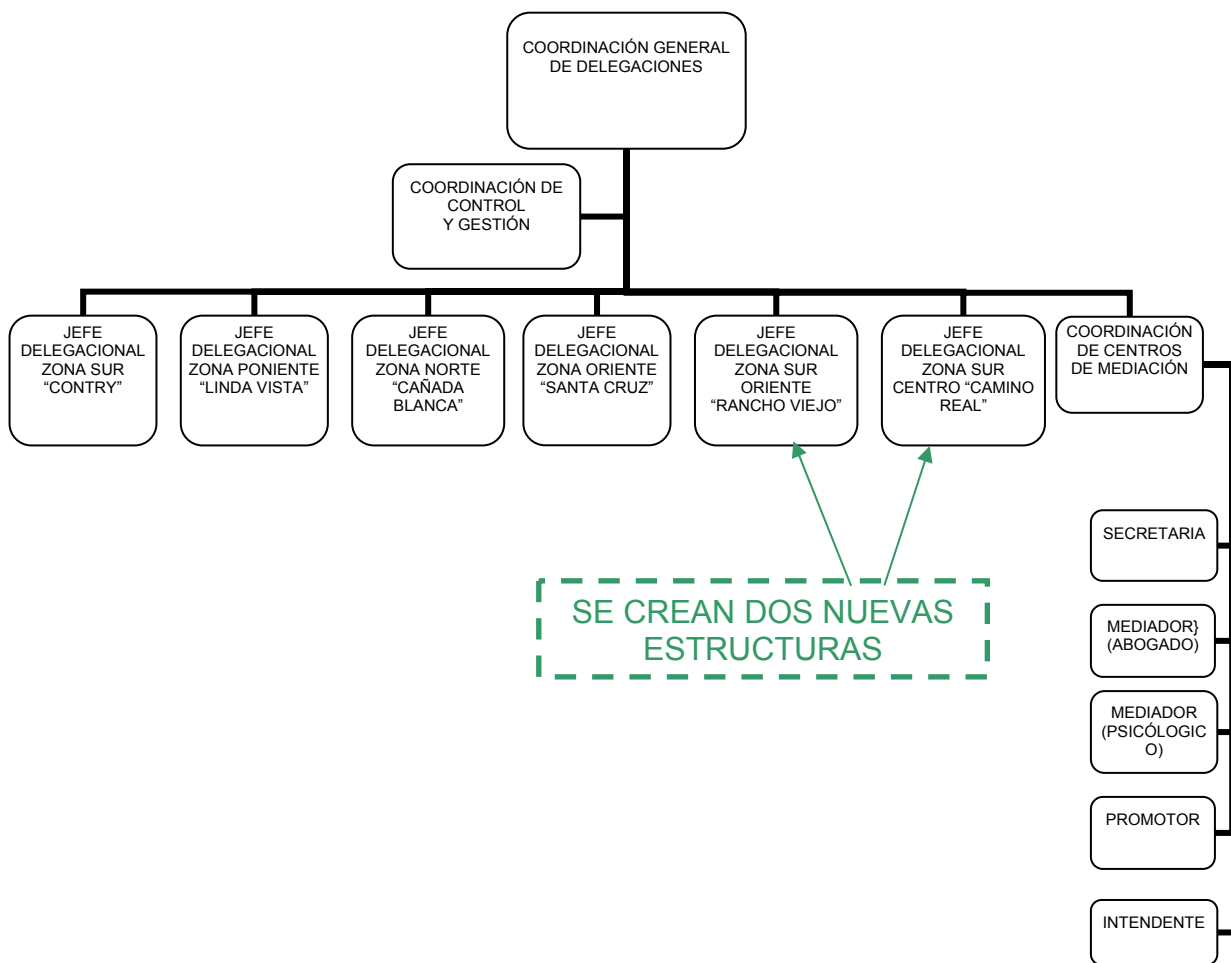 COORDINACIÓN GENERAL
DE DELEGACIONES
COORDINACIÓN DE
CONTROL
Y GESTIÓN
JEFE
DELEGACIONAL
ZONA SUR
“CONTRY”
JEFE
DELEGACIONAL
ZONA PONIENTE
“LINDA VISTA”
JEFE
DELEGACIONAL
ZONA NORTE
“CAÑADA
BLANCA”
JEFE
DELEGACIONAL
ZONA ORIENTE
“SANTA CRUZ”
JEFE
DELEGACIONAL
ZONA SUR
ORIENTE
“RANCHO VIEJO”
JEFE
DELEGACIONAL
ZONA SUR
CENTRO “CAMINO
REAL”
COORDINACIÓN
DE CENTROS
DE MEDIACIÓN
SECRETARIA
SE CREAN DOS NUEVAS
ESTRUCTURAS
MEDIADOR}
(ABOGADO)
MEDIADOR
(PSICÓLOGIC
O)
PROMOTOR
INTENDENTE